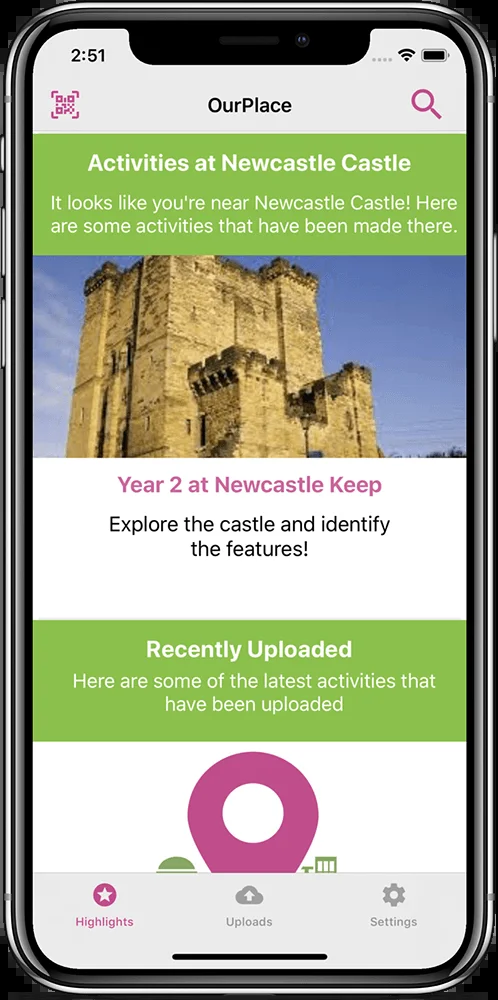 2:51
OurPlace
Activities at Newcastle Castle
It looks like you're near Newcastle Castle! Here
are some activities that have been made there.
Year 2 at Newcastle Keep
Explore the castle and identify
the features!
Recently Uploaded
Here are some of the latest activities that
have been uploaded
Highlights
Uploads
Settings